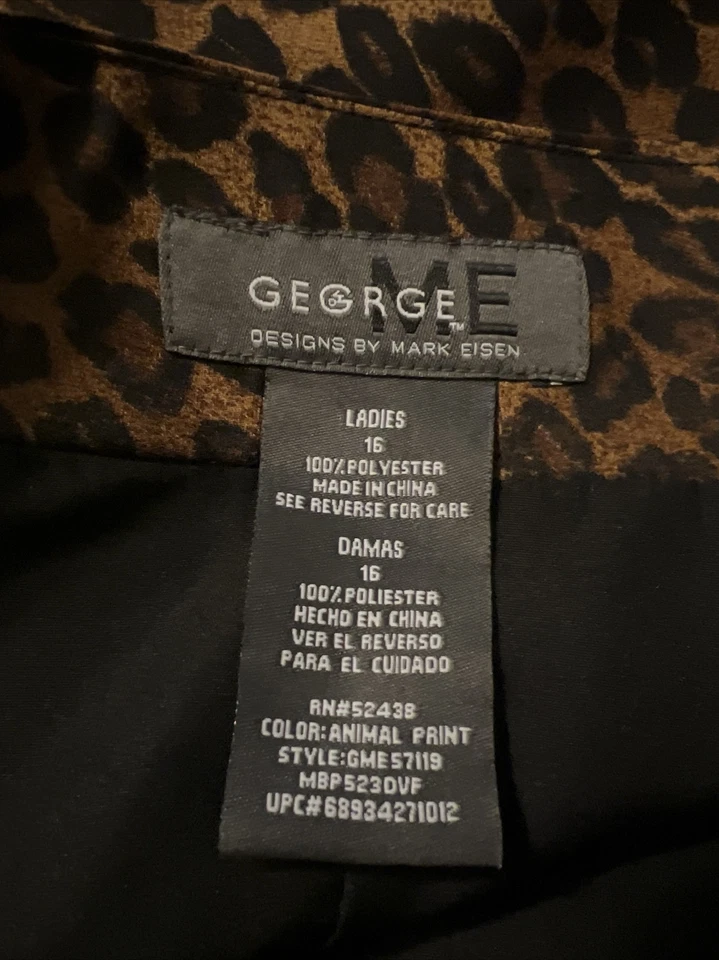 GEORGE ME™
DESIGNS BY MARK EISEN
LADIES
16
100% POLYESTER
MADE IN CHINA
SEE REVERSE FOR CARE
DAMAS
16
100% POLIESTER
HECHO EN CHINA
VER EL REVERSO
PARA EL CUIDADO
RN#52438
COLOR: ANIMAL PRINT
STYLE:GME57119
MBP523DVF
UPC#68934271012